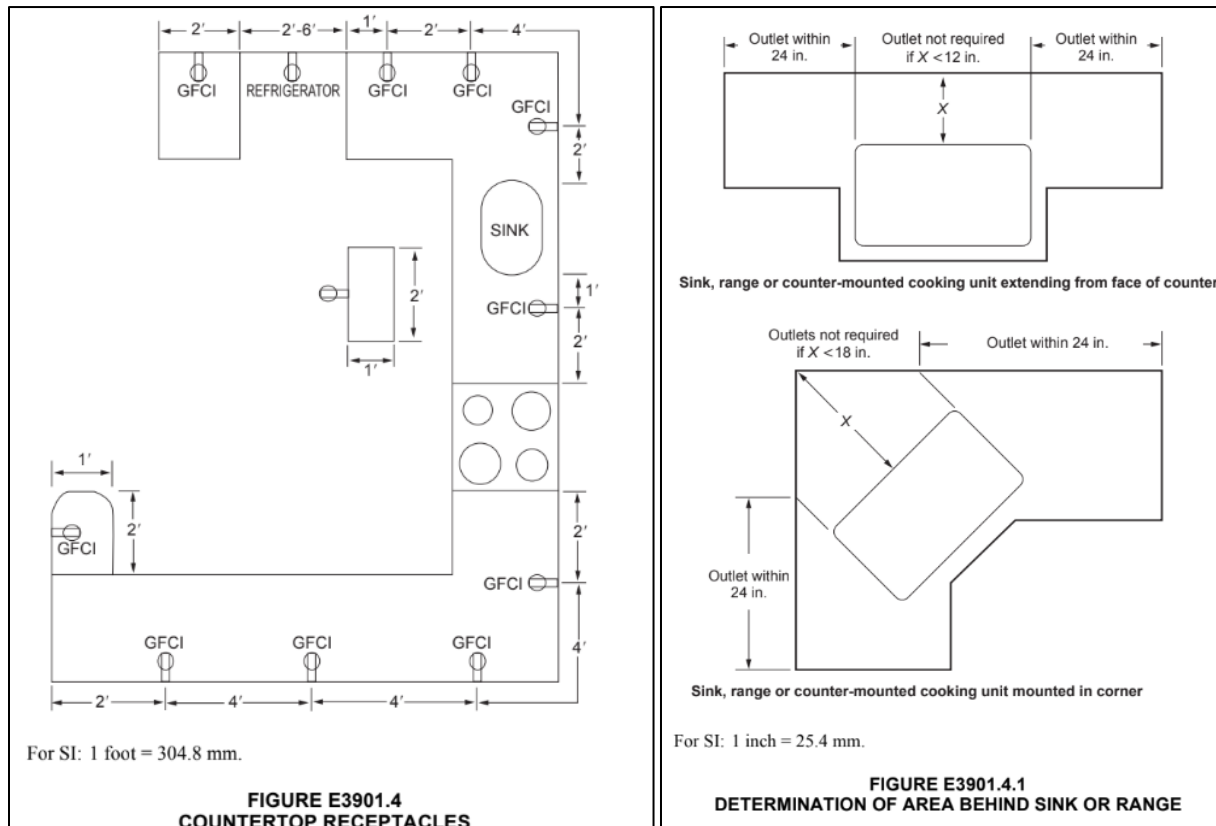 2'
2'-6'
1'
2'
4'
GFCI
REFRIGERATOR
GFCI
GFCI
GFCI
2'
SINK
1'
GFCI
2'
2'
1'
1'
2'
GFCI
2'
GFCI
4'
GFCI
GFCI
GFCI
2'
4'
4'
For SI: 1 foot = 304.8 mm.
FIGURE E3901.4
COUNTERTOP RECEPTACLES
Outlet within
24 in.
Outlet not required
if X <12 in.
Outlet within
24 in.
X
Sink, range or counter-mounted cooking unit extending from face of counter
Outlets not required
if X <18 in.
Outlet within 24 in.
X
Outlet within
24 in.
Sink, range or counter-mounted cooking unit mounted in corner
For SI: 1 inch = 25.4 mm.
FIGURE E3901.4.1
DETERMINATION OF AREA BEHIND SINK OR RANGE